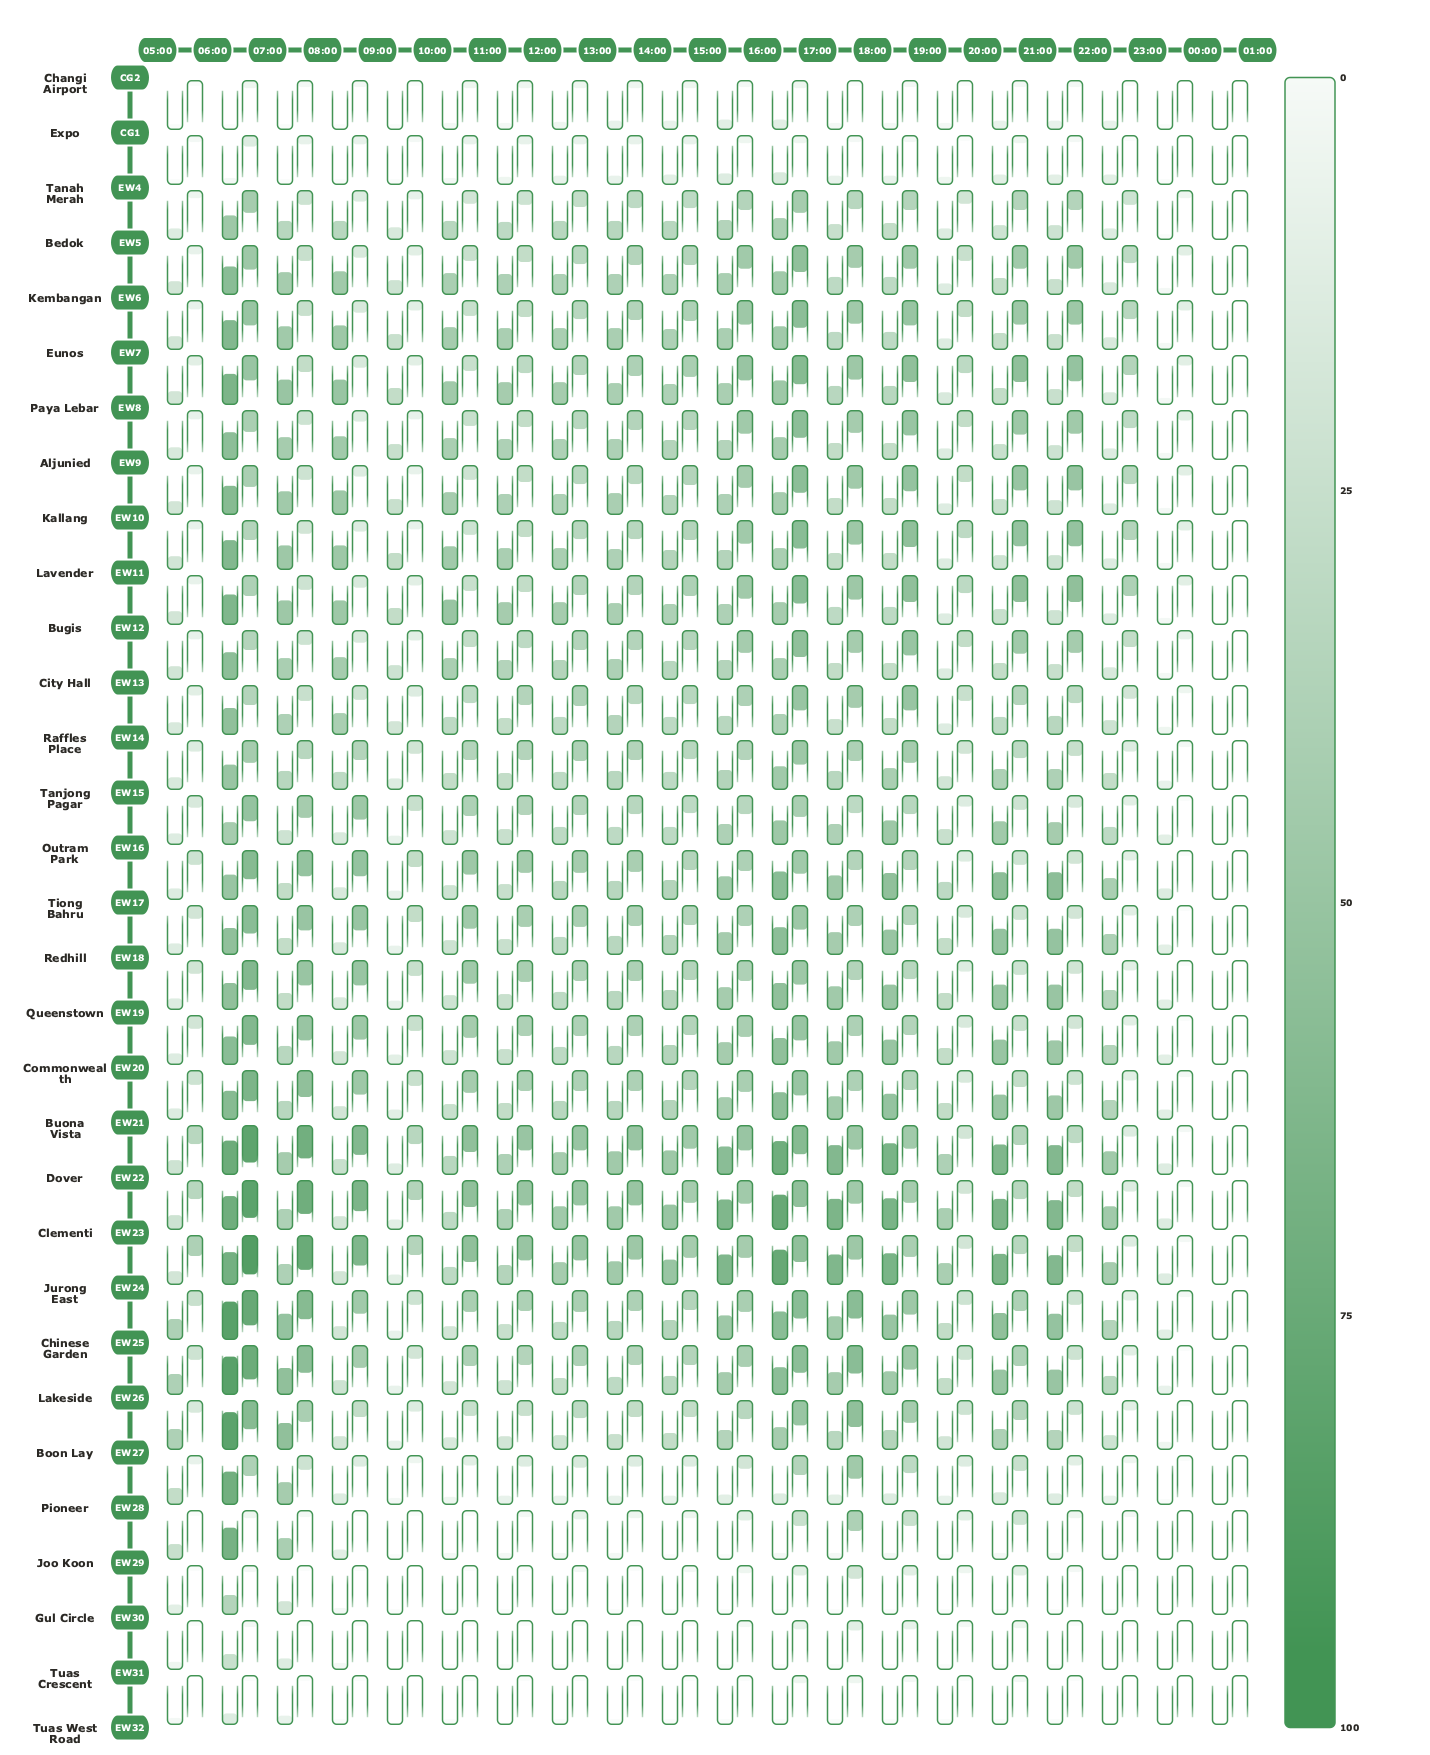 05:00 06:00 07:00 08:00 09:00 10:00 11:00 12:00 13:00 14:00 15:00 16:00 17:00 18:00 19:00 20:00 21:00 22:00 23:00 00:00 01:00
Changi
Airport
CG2
0
Expo
CG1
Tanah
Merah
EW4
Bedok
EW5
Kembangan
EW6
Eunos
EW7
Paya Lebar
EW8
Aljunied
EW9
25
Kallang
EW10
Lavender
EW11
Bugis
EW12
City Hall
EW13
Raffles
Place
EW14
Tanjong
Pagar
EW15
Outram
Park
EW16
Tiong
Bahru
EW17
50
Redhill
EW18
Queenstown
EW19
Commonweal
th
EW20
Buona
Vista
EW21
Dover
EW22
Clementi
EW23
Jurong
East
EW24
75
Chinese
Garden
EW25
Lakeside
EW26
Boon Lay
EW27
Pioneer
EW28
Joo Koon
EW29
Gul Circle
EW30
Tuas
Crescent
EW31
Tuas West
Road
EW32
100